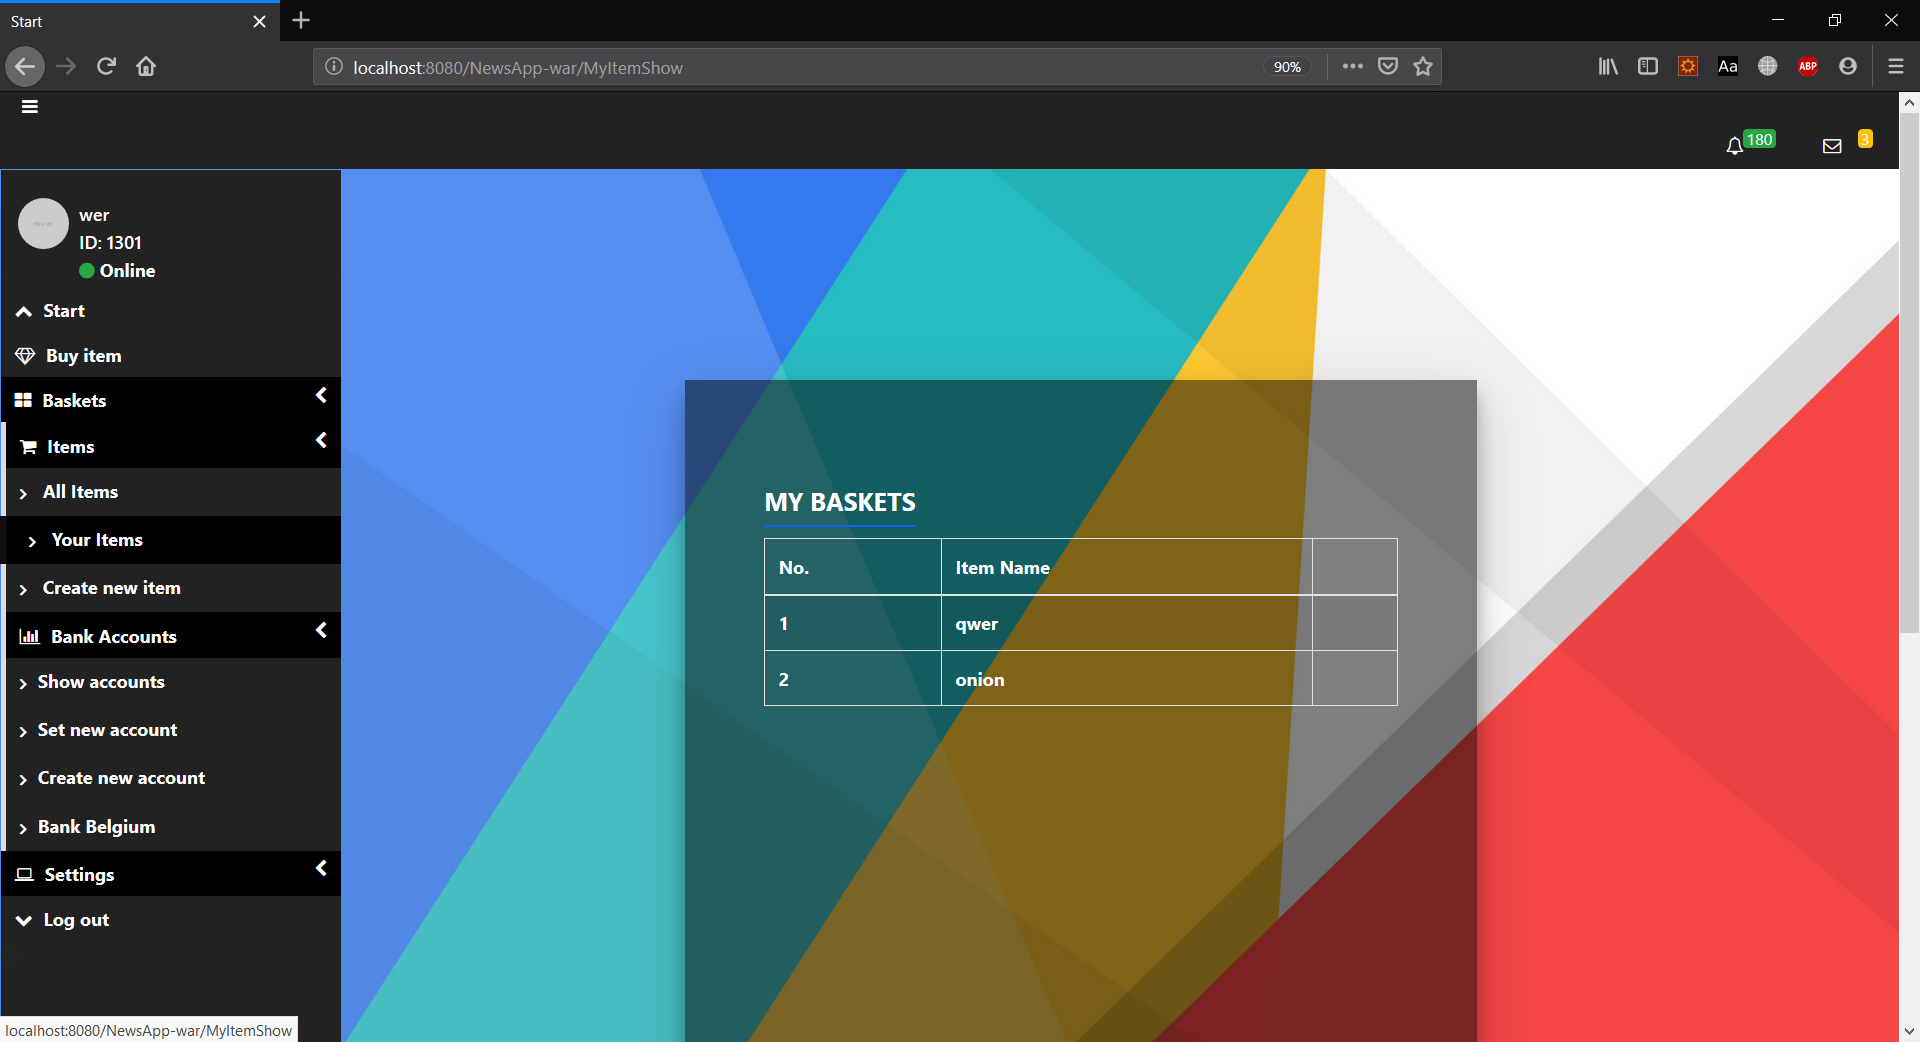 Start
localhost:8080/NewsApp-war/MyItemShow
90%
Aa
ABP
180
3
wer
ID: 1301
Online
Start
Buy item
Baskets
Items
All Items
Your Items
Create new item
Bank Accounts
Show accounts
Set new account
Create new account
Bank Belgium
Settings
Log out
MY BASKETS
No. Item Name
1 qwer
2 onion
localhost:8080/NewsApp-war/MyItemShow